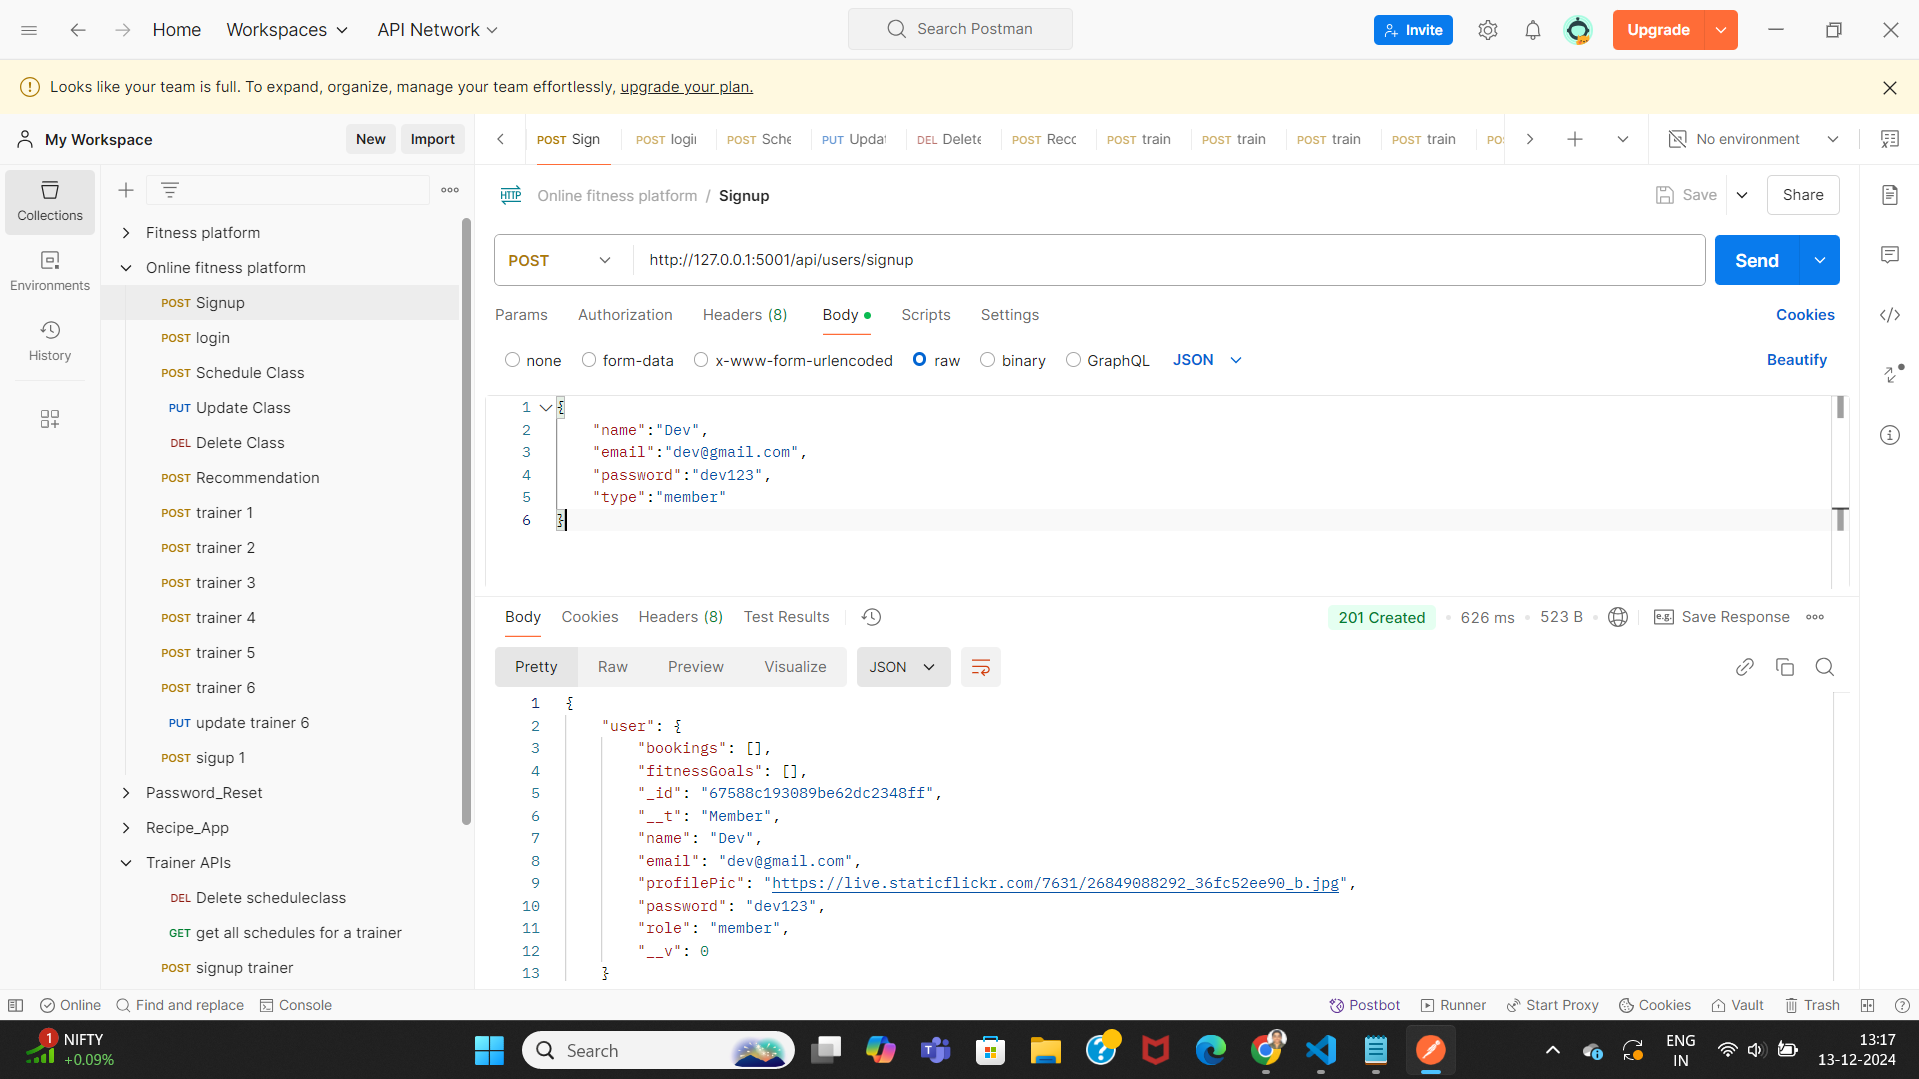 Home Workspaces API Network Search Postman Invite Upgrade
Looks like your team is full. To expand, organize, manage your team effortlessly, upgrade your plan.
My Workspace New Import
POST Sign POST login POST Sche PUT Updat DEL Delete POST Reco POST train POST train POST train POST train No environment
Collections
Environments
History
Fitness platform
Online fitness platform
POST Signup
POST login
POST Schedule Class
PUT Update Class
DEL Delete Class
POST Recommendation
POST trainer 1
POST trainer 2
POST trainer 3
POST trainer 4
POST trainer 5
POST trainer 6
PUT update trainer 6
POST sigup 1
Password_Reset
Recipe_App
Trainer APIs
DEL Delete scheduleclass
GET get all schedules for a trainer
POST signup trainer
HTTP Online fitness platform / Signup Save Share
POST http://127.0.0.1:5001/api/users/signup Send
Params Authorization Headers (8) Body Scripts Settings Cookies
none form-data x-www-form-urlencoded raw binary GraphQL JSON Beautify
1 {
2 "name":"Dev",
3 "email":"dev@gmail.com",
4 "password":"dev123",
5 "type":"member"
6 }
Body Cookies Headers (8) Test Results 201 Created 626 ms 523 B e.g. Save Response
Pretty Raw Preview Visualize JSON
1 {
2 "user": {
3 "bookings": [],
4 "fitnessGoals": [],
5 "_id": "67588c193089be62dc2348ff",
6 "__t": "Member",
7 "name": "Dev",
8 "email": "dev@gmail.com",
9 "profilePic": "https://live.staticflickr.com/7631/26849088292_36fc52ee90_b.jpg",
10 "password": "dev123",
11 "role": "member",
12 "__v": 0
13 }
Online Find and replace Console Postbot Runner Start Proxy Cookies Vault Trash
1 NIFTY
+0.09%
Search
ENG
IN
13:17
13-12-2024